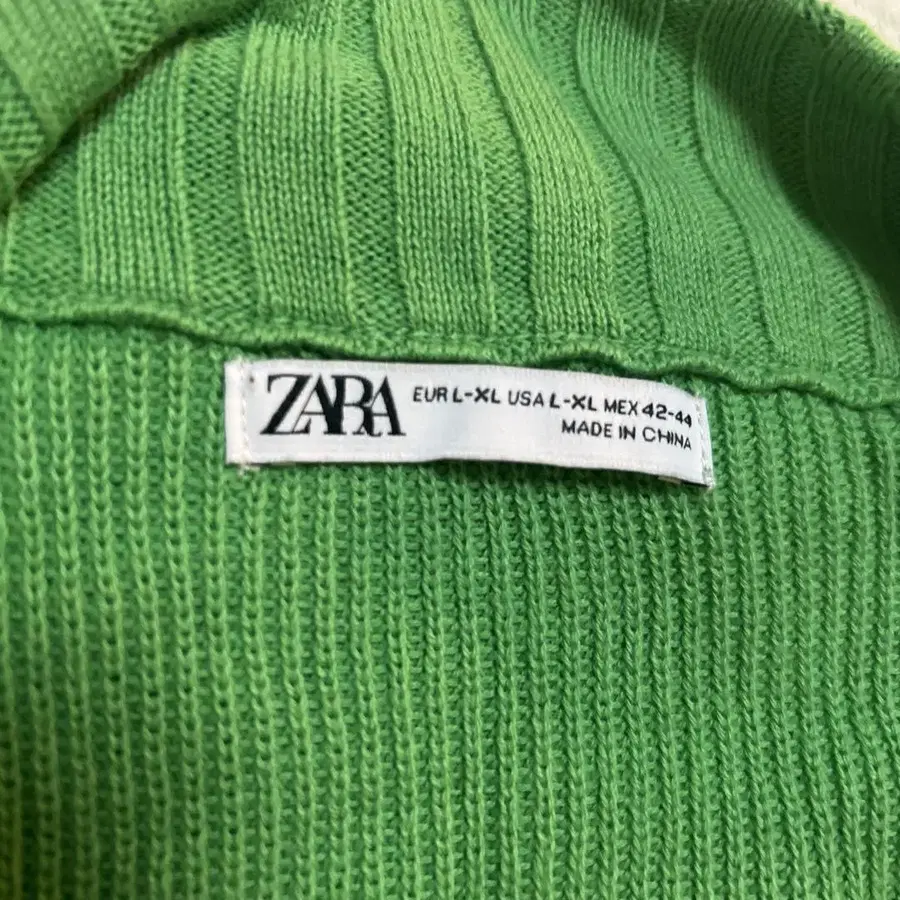 ZARA
EUR L-XL USA L-XL MEX 42-44
MADE IN CHINA